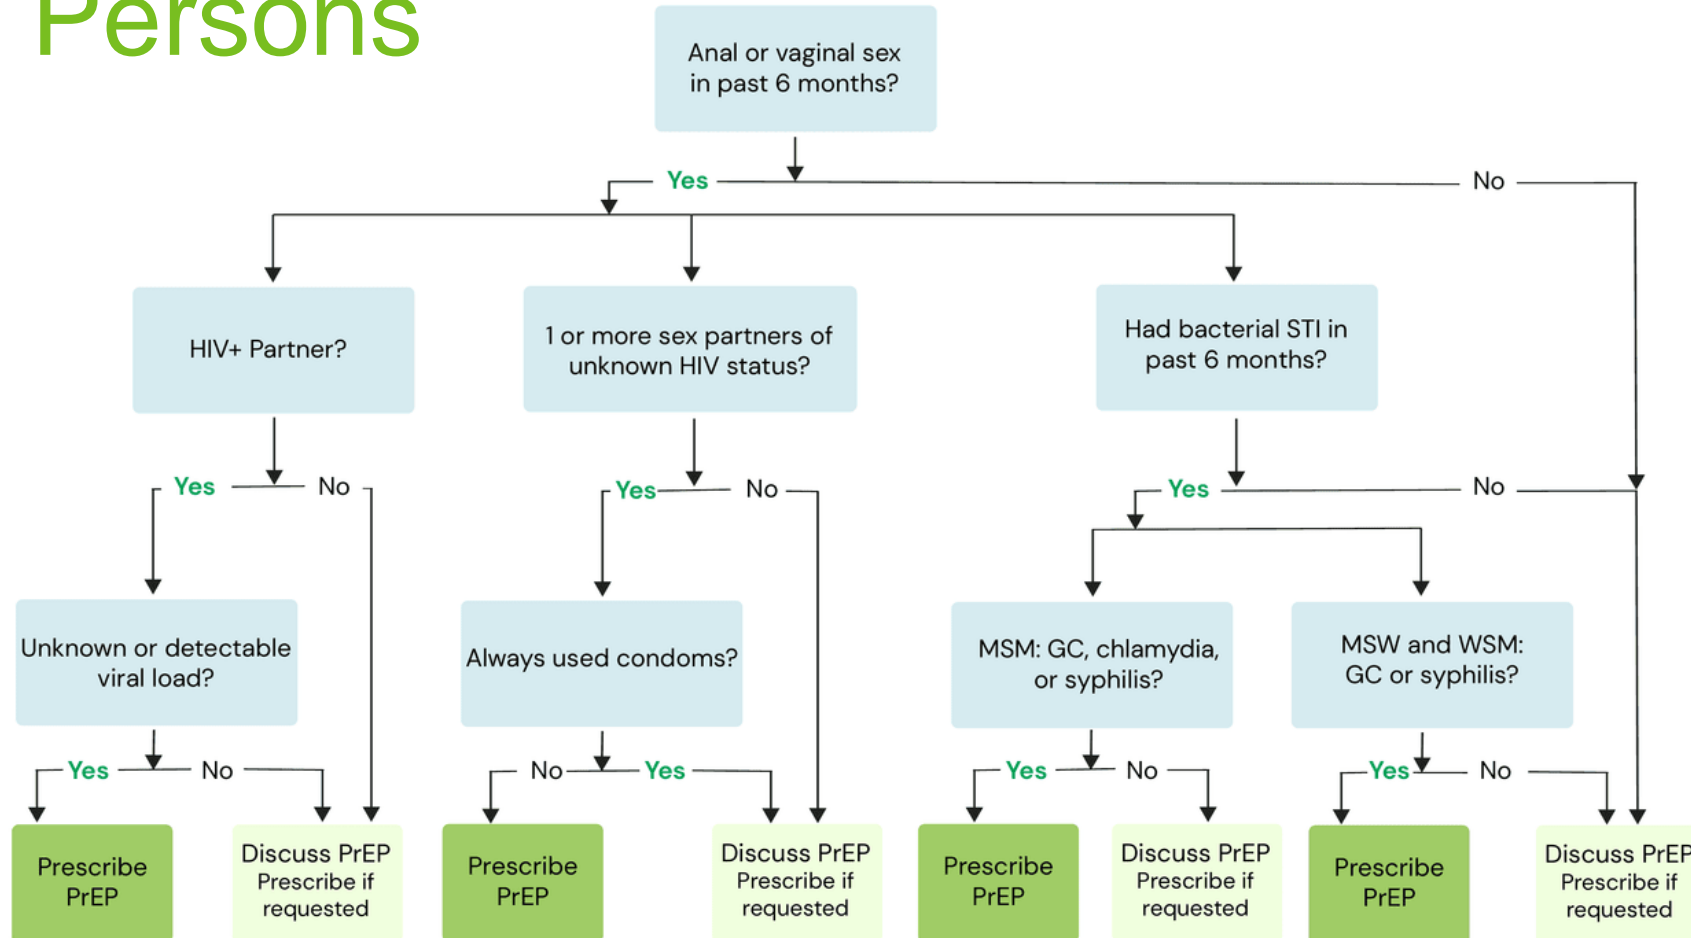 Persons
Anal or vaginal sex
in past 6 months?
Yes
No
HIV+ Partner?
1 or more sex partners of
unknown HIV status?
Had bacterial STI in
past 6 months?
Yes
No
Yes
No
Yes
No
Unknown or detectable
viral load?
Always used condoms?
MSM: GC, chlamydia,
or syphilis?
MSW and WSM:
GC or syphilis?
Yes
No
No
Yes
Yes
No
Yes
No
Prescribe
PrEP
Discuss PrEP
Prescribe if
requested
Prescribe
PrEP
Discuss PrEP
Prescribe if
requested
Prescribe
PrEP
Discuss PrEP
Prescribe if
requested
Prescribe
PrEP
Discuss PrEP
Prescribe if
requested